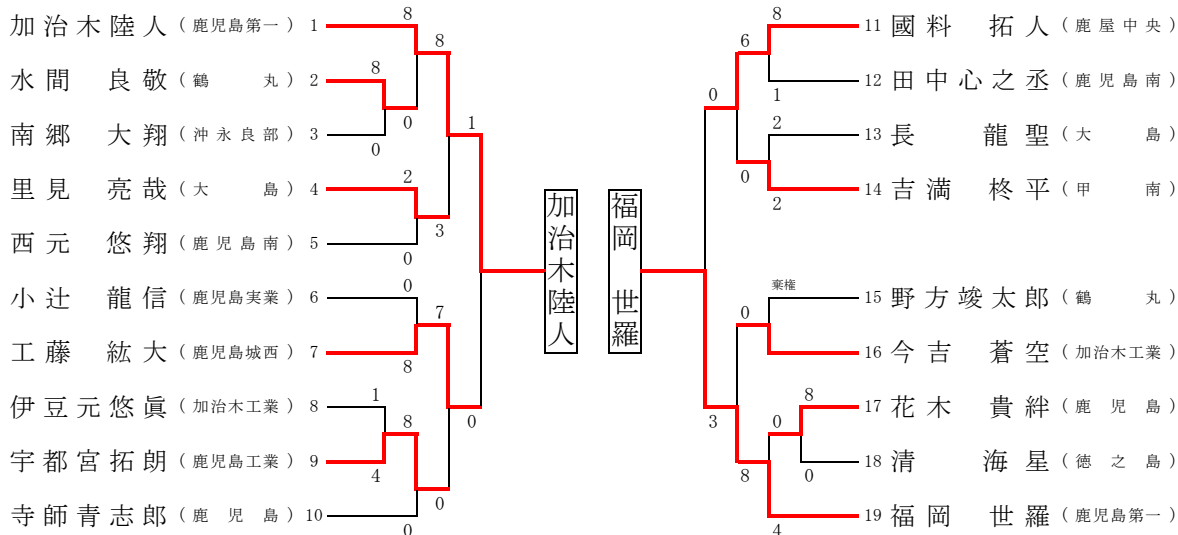 加治木陸人 (鹿児島第一) 1
水間 良敬 (鶴 丸) 2
南郷 大翔 (沖永良部) 3
里見 亮哉 (大 島) 4
西元 悠翔 (鹿児島南) 5
小辻 龍信 (鹿児島実業) 6
工藤 紘大 (鹿児島城西) 7
伊豆元悠眞 (加治木工業) 8
宇都宮拓朗 (鹿児島工業) 9
寺師青志郎 (鹿児島) 10
8
8
8
0
0
1
2
3
0
0
7
8
1
0
8
4
0
0
加治木陸人
福岡 世羅
8
6
1
0
2
0
2
棄権
0
8
3
0
0
8
4
11 國料 拓人 (鹿屋中央)
12 田中心之丞 (鹿児島南)
13 長 龍聖 (大 島)
14 吉満 柊平 (甲 南)
15 野方竣太郎 (鶴 丸)
16 今吉 蒼空 (加治木工業)
17 花木 貴絆 (鹿児島)
18 清 海星 (徳之島)
19 福岡 世羅 (鹿児島第一)